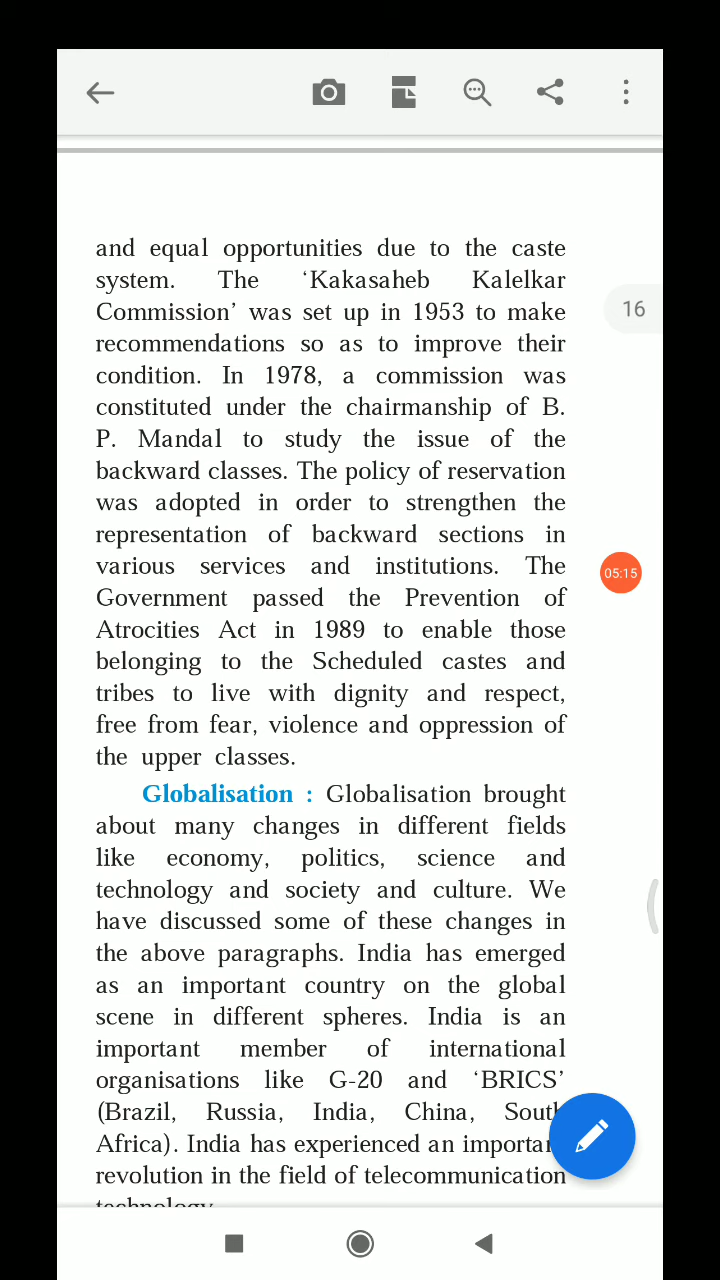 16
and equal opportunities due to the caste
system. The ‘Kakasaheb Kalelkar
Commission’ was set up in 1953 to make
recommendations so as to improve their
condition. In 1978, a commission was
constituted under the chairmanship of B.
P. Mandal to study the issue of the
backward classes. The policy of reservation
was adopted in order to strengthen the
representation of backward sections in
various services and institutions. The
05:15
Government passed the Prevention of
Atrocities Act in 1989 to enable those
belonging to the Scheduled castes and
tribes to live with dignity and respect,
free from fear, violence and oppression of
the upper classes.
Globalisation : Globalisation brought
about many changes in different fields
like economy, politics, science and
technology and society and culture. We
have discussed some of these changes in
the above paragraphs. India has emerged
as an important country on the global
scene in different spheres. India is an
important member of international
organisations like G-20 and ‘BRICS’
(Brazil, Russia, India, China, South
Africa). India has experienced an important
revolution in the field of telecommunication
technology.